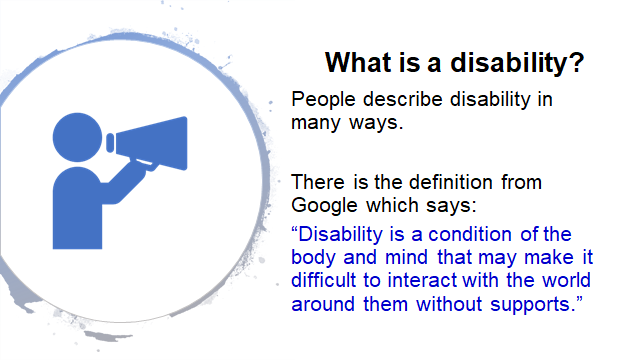 What is a disability?
People describe disability in
many ways.
There is the definition from
Google which says:
“Disability is a condition of the
body and mind that may make it
difficult to interact with the world
around them without supports.”